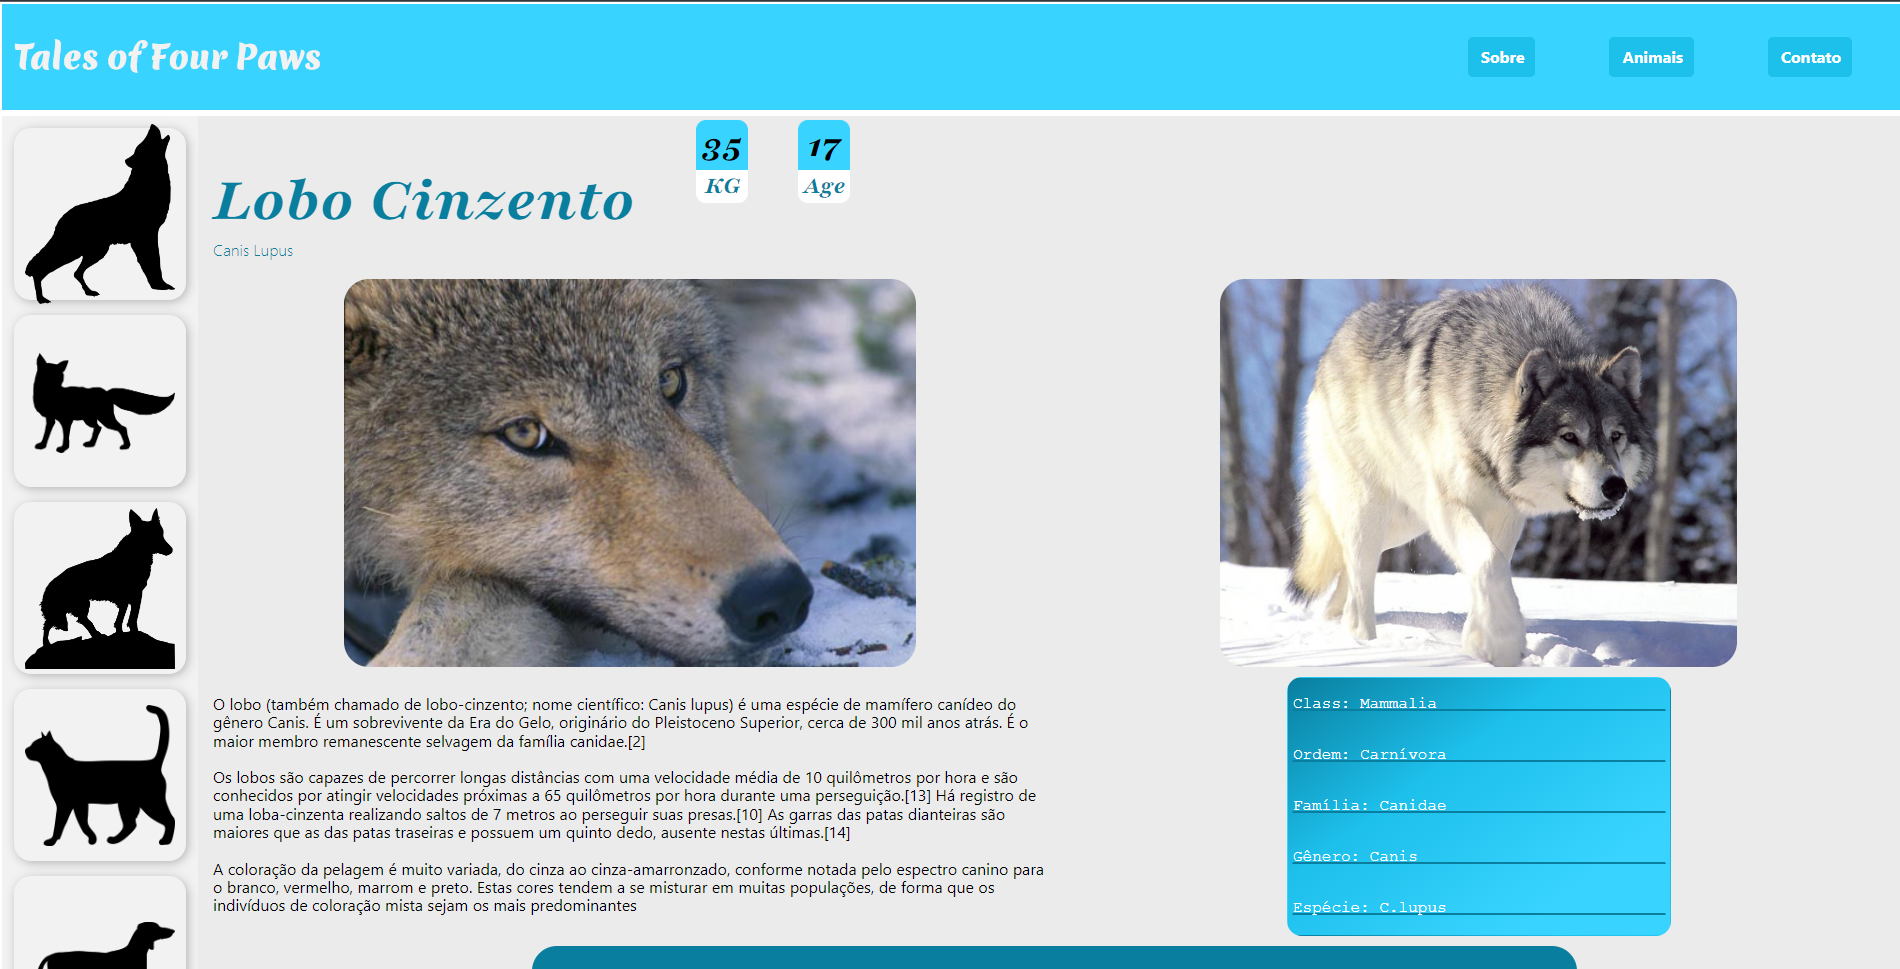 Tales of Four Paws
Sobre
Animais
Contato
35
KG
17
Age
Lobo Cinzento
Canis Lupus
O lobo (também chamado de lobo-cinzento; nome científico: Canis lupus) é uma espécie de mamífero canídeo do
gênero Canis. É um sobrevivente da Era do Gelo, originário do Pleistoceno Superior, cerca de 300 mil anos atrás. É o
maior membro remanescente selvagem da família canidae.[2]
Os lobos são capazes de percorrer longas distâncias com uma velocidade média de 10 quilômetros por hora e são
conhecidos por atingir velocidades próximas a 65 quilômetros por hora durante uma perseguição.[13] Há registro de
uma loba-cinzenta realizando saltos de 7 metros ao perseguir suas presas.[10] As garras das patas dianteiras são
maiores que as das patas traseiras e possuem um quinto dedo, ausente nestas últimas.[14]
A coloração da pelagem é muito variada, do cinza ao cinza-amarronzado, conforme notada pelo espectro canino para
o branco, vermelho, marrom e preto. Estas cores tendem a se misturar em muitas populações, de forma que os
indivíduos de coloração mista sejam os mais predominantes
Class: Mammalia
Ordem: Carnívora
Família: Canidae
Gênero: Canis
Espécie: C.lupus